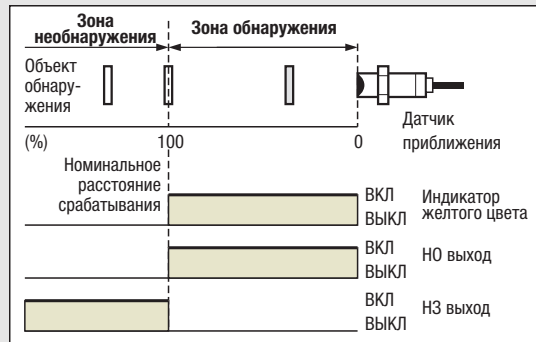 Зона
необнаружения
Зона обнаружения
Объект
обнару-
жения
(%)
100
0
Датчик
приближения
Номинальное
расстояние
срабатывания
ВКЛ
ВЫКЛ
Индикатор
желтого цвета
ВКЛ
ВЫКЛ
НО выход
ВКЛ
ВЫКЛ
НЗ выход